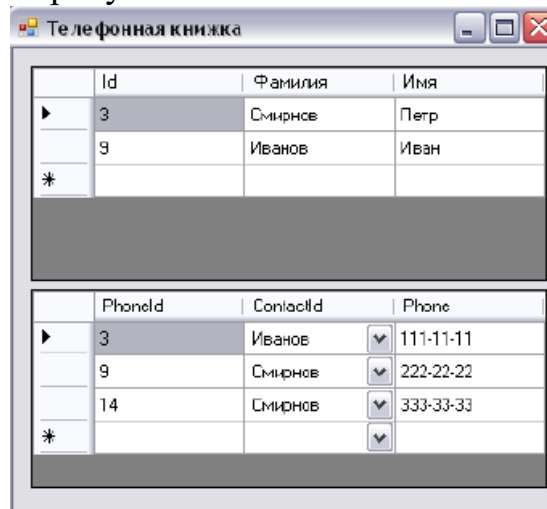 Телефонная книжка
Id Фамилия Имя
3 Смирнов Петр
9 Иванов Иван
PhoneId ContactId Phone
3 Иванов 111-11-11
9 Смирнов 222-22-22
14 Смирнов 333-33-33